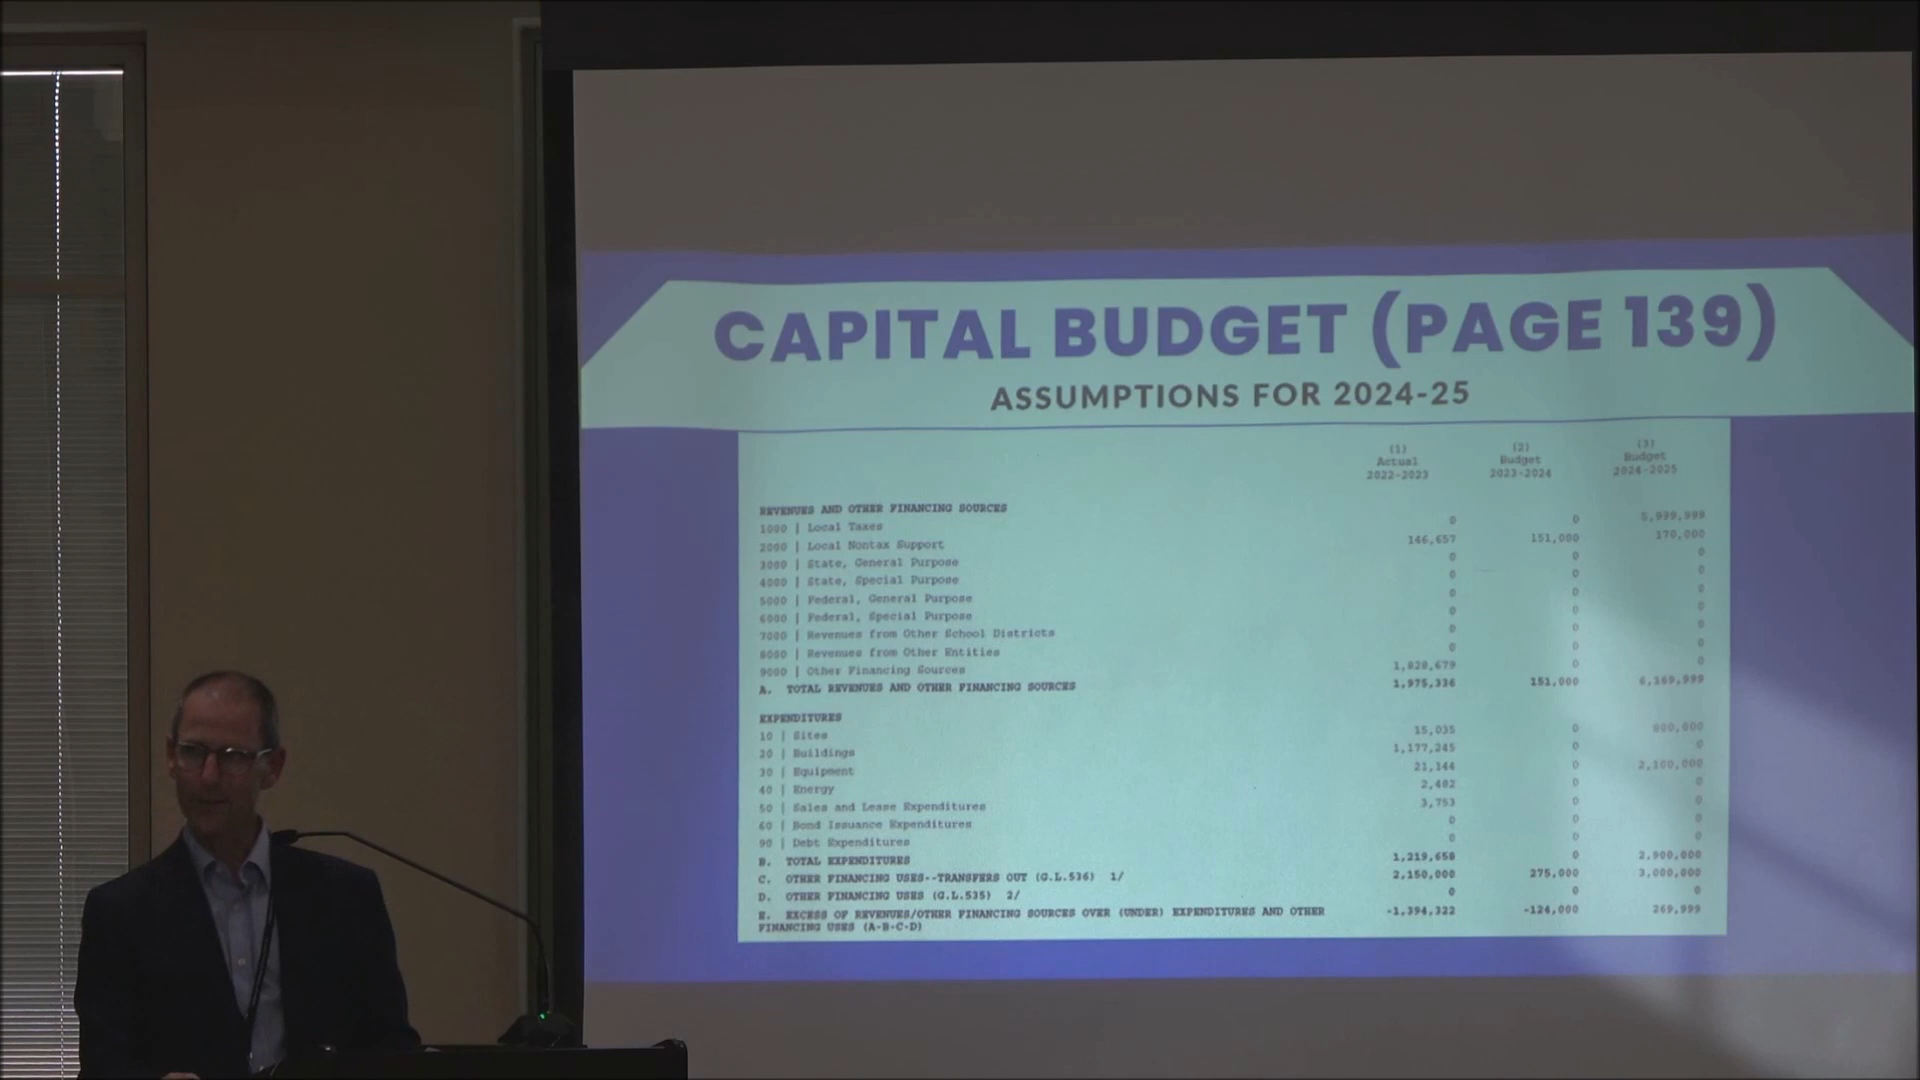 CAPITAL BUDGET (PAGE 139)
ASSUMPTIONS FOR 2024-25
(1) (2) (3)
Actual Budget Budget
2022-2023 2023-2024 2024-2025
REVENUES AND OTHER FINANCING SOURCES
1000 | Local Taxes 0 0 5,999,999
2000 | Local Nontax Support 146,657 151,000 170,000
3000 | State, General Purpose 0 0 0
4000 | State, Special Purpose 0 0 0
5000 | Federal, General Purpose 0 0 0
6000 | Federal, Special Purpose 0 0 0
7000 | Revenues from Other School Districts 0 0 0
8000 | Revenues from Other Entities 0 0 0
9000 | Other Financing Sources 1,828,679 0 0
A. TOTAL REVENUES AND OTHER FINANCING SOURCES 1,975,336 151,000 6,169,999
EXPENDITURES
10 | Sites 15,035 0 800,000
20 | Buildings 1,177,245 0 0
30 | Equipment 21,144 0 2,100,000
40 | Energy 2,482 0 0
50 | Sales and Lease Expenditures 3,753 0 0
60 | Bond Issuance Expenditures 0 0 0
90 | Debt Expenditures 0 0 0
B. TOTAL EXPENDITURES 1,219,658 0 2,900,000
C. OTHER FINANCING USES--TRANSFERS OUT (G.L.536) 1/ 2,150,000 275,000 3,000,000
D. OTHER FINANCING USES (G.L.535) 2/ 0 0 0
E. EXCESS OF REVENUES/OTHER FINANCING SOURCES OVER (UNDER) EXPENDITURES AND OTHER -1,394,322 -124,000 269,999
FINANCING USES (A-B-C-D)